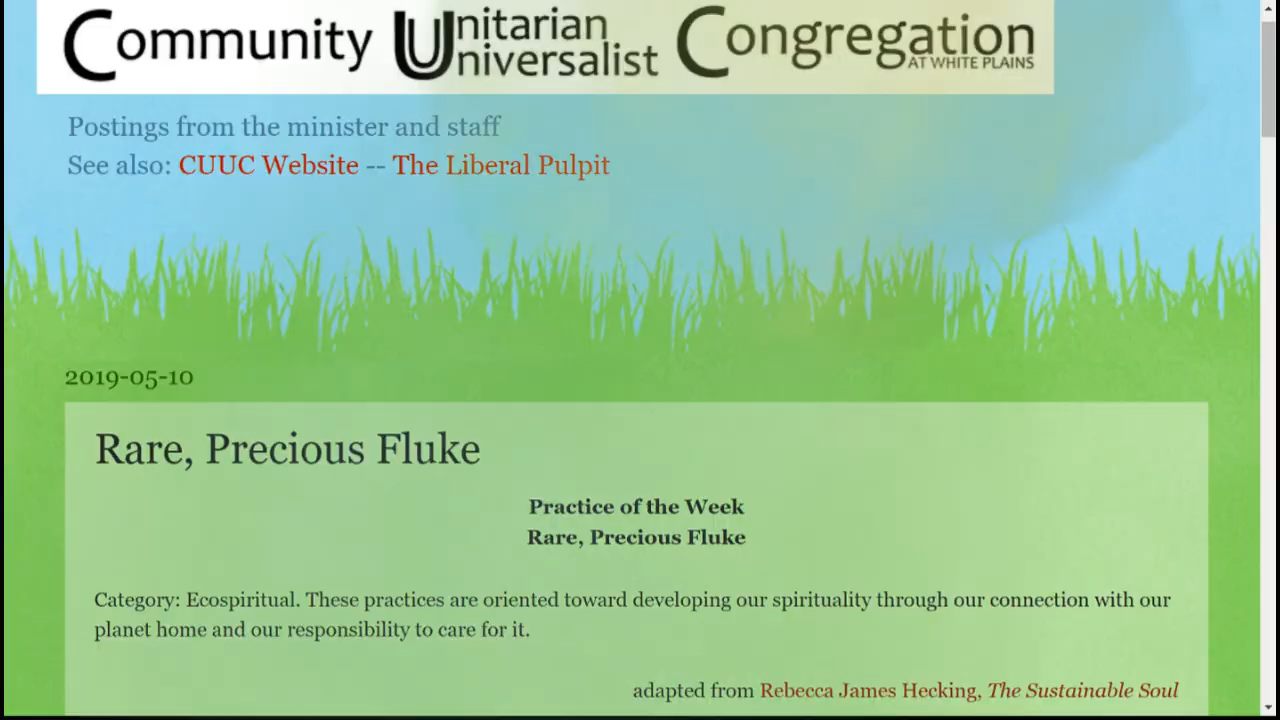 Community Unitarian Universalist Congregation
AT WHITE PLAINS
Postings from the minister and staff
See also: CUUC Website -- The Liberal Pulpit
2019-05-10
Rare, Precious Fluke
Practice of the Week
Rare, Precious Fluke
Category: Ecospiritual. These practices are oriented toward developing our spirituality through our connection with our
planet home and our responsibility to care for it.
adapted from Rebecca James Hecking, The Sustainable Soul